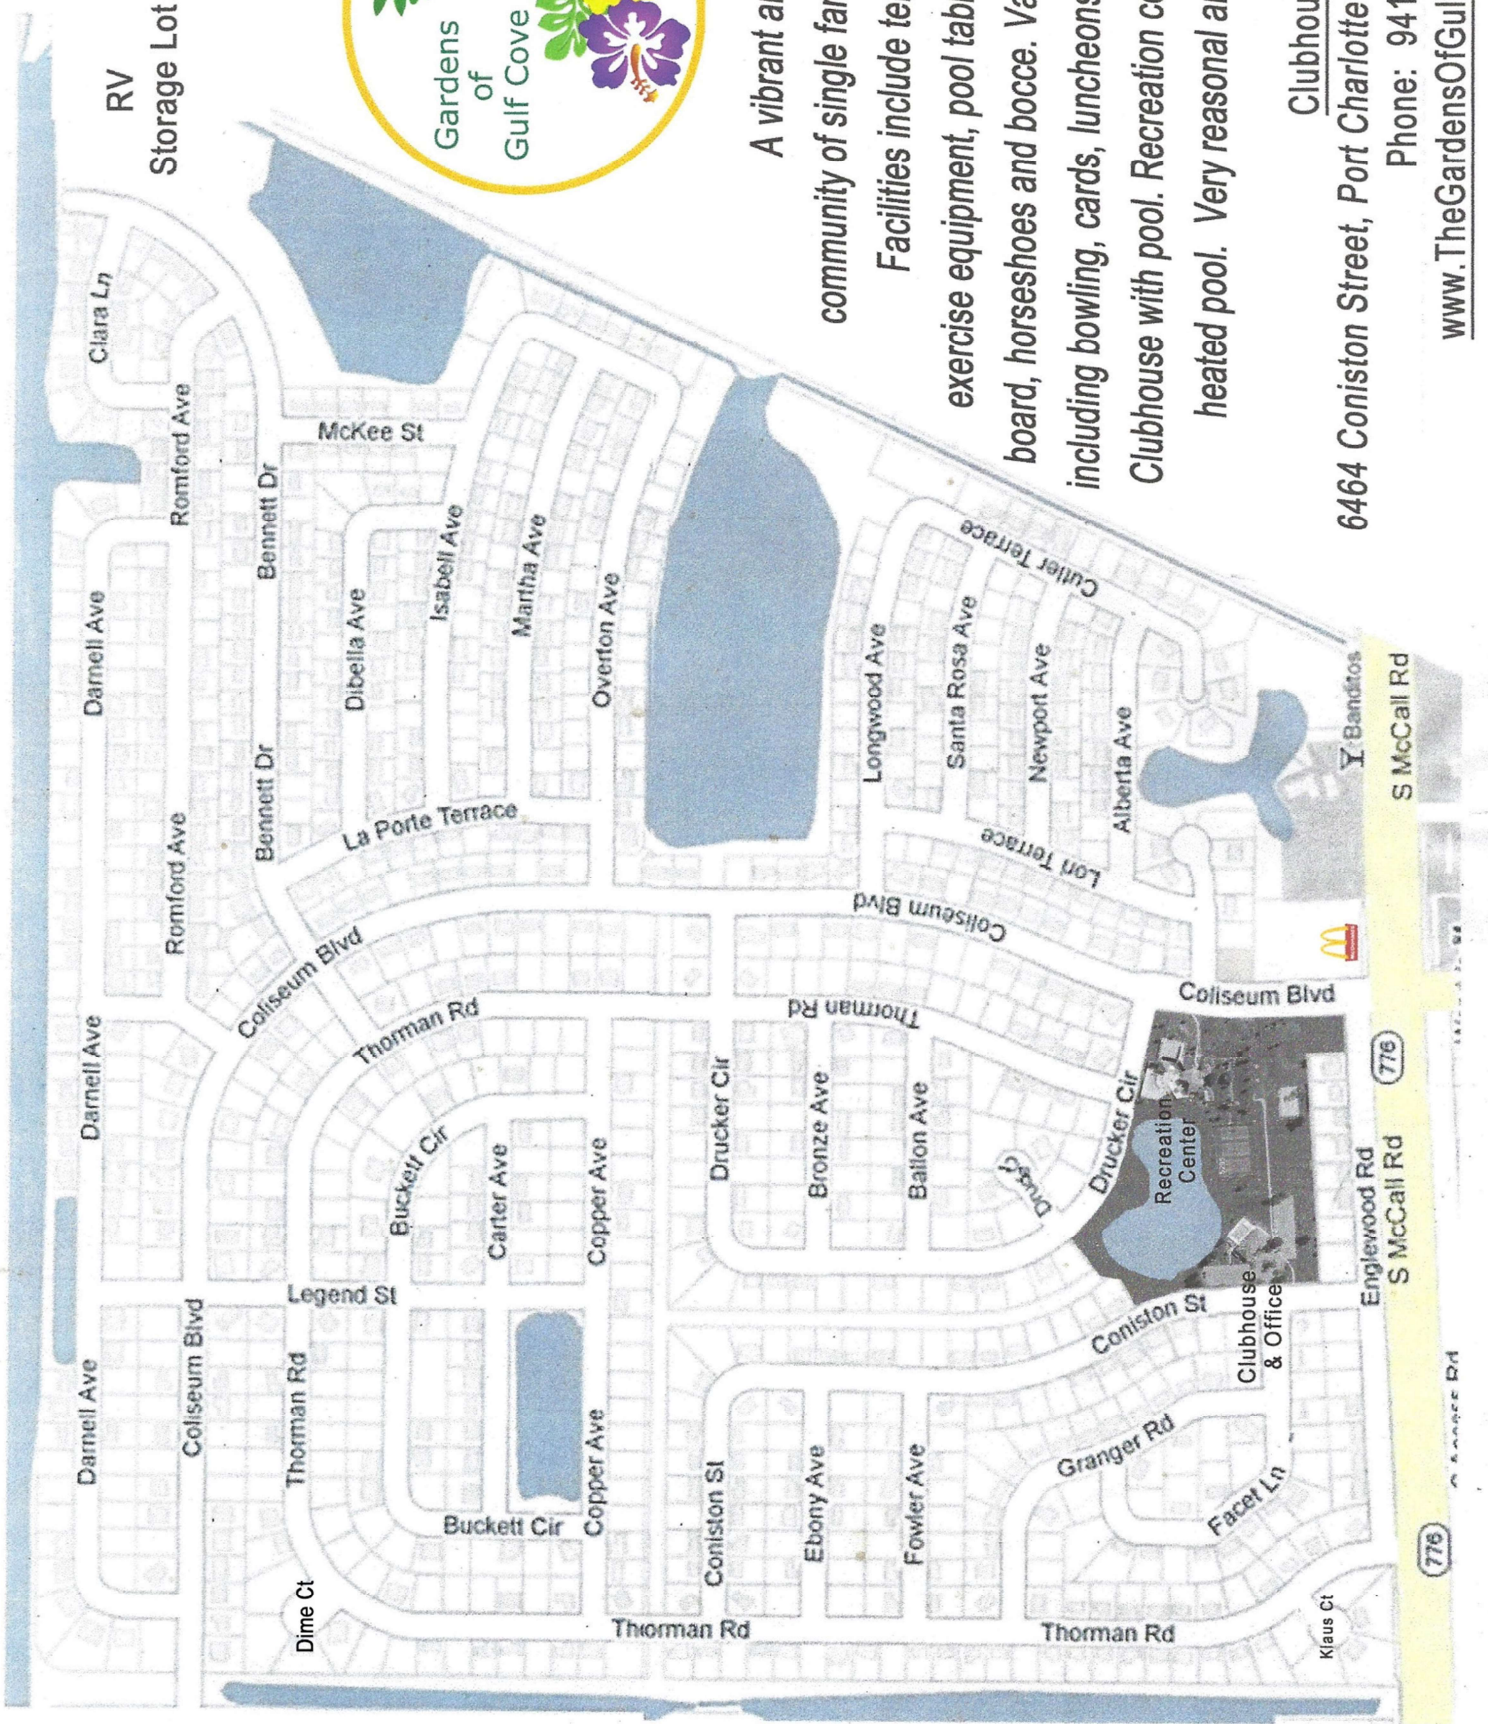 RV
Storage Lot
Gardens
of
Gulf Cove
A vibrant
community of single
Facilities include
exercise equipment, pool
board, horseshoes and bocce.
including bowling, cards, luncheons
Clubhouse with pool. Recreation
heated pool. Very reasonal
6464 Coniston Street, Port Charlotte
Phone: 941
www.TheGardensOfGul
Clara Ln
Romford Ave
McKee St
Bennett Dr
Darnell Ave
Dibella Ave
Isabell Ave
Martha Ave
Overton Ave
Romford Ave
Bennett Dr
La Porte Terrace
Cutler Terrace
Longwood Ave
Santa Rosa Ave
Newport Ave
Alberta Ave
Lori Terrace
Banditos
S McCall Rd
Coliseum Blvd
Coliseum Blvd
Coliseum Blvd
McDonald's
Darnell Ave
Thorman Rd
Thorman Rd
Buckett Cir
Carter Ave
Copper Ave
Drucker Cir
Bronze Ave
Ballon Ave
Drucker Cir
Recreation
Center
776
Englewood Rd
S McCall Rd
Legend St
Darnell Ave
Coliseum Blvd
Thorman Rd
Buckett Cir
Copper Ave
Coniston St
Clubhouse
& Office
Coniston St
Ebony Ave
Fowler Ave
Granger Rd
Facet Ln
776
Dime Ct
Thorman Rd
Thorman Rd
Klaus Ct